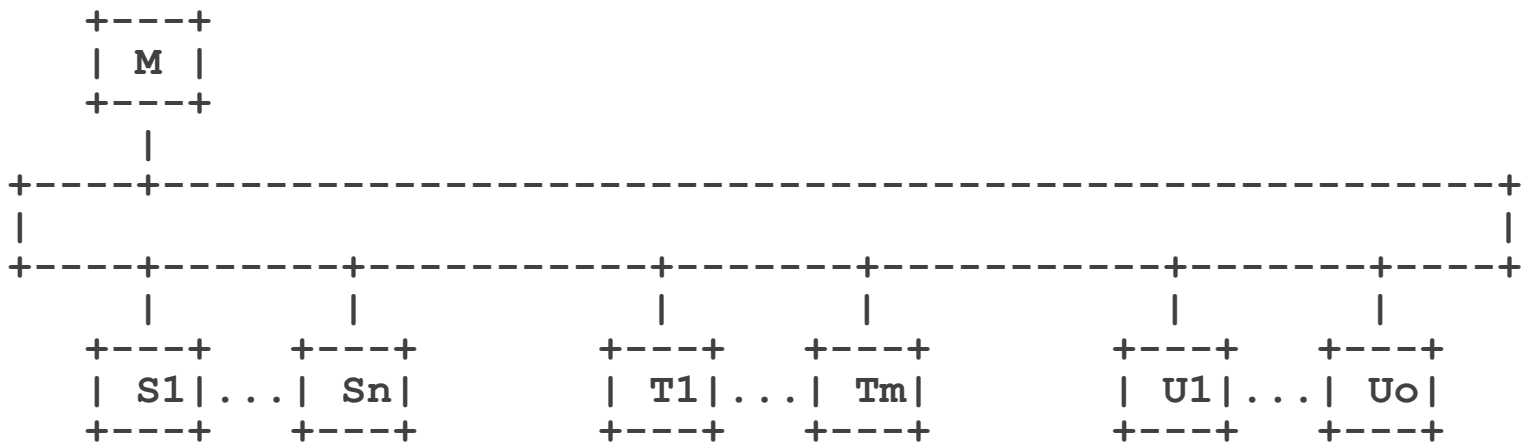 +---+
    | M |
    +---+
      |
+-----+----------------------------------------------------+
|                                                          |
+-----+-------+-----------+-------+-----------+-------+-----+
      |       |           |       |           |       |
    +---+   +---+       +---+   +---+       +---+   +---+
    | S1|...| Sn|       | T1|...| Tm|       | U1|...| Uo|
    +---+   +---+       +---+   +---+       +---+   +---+